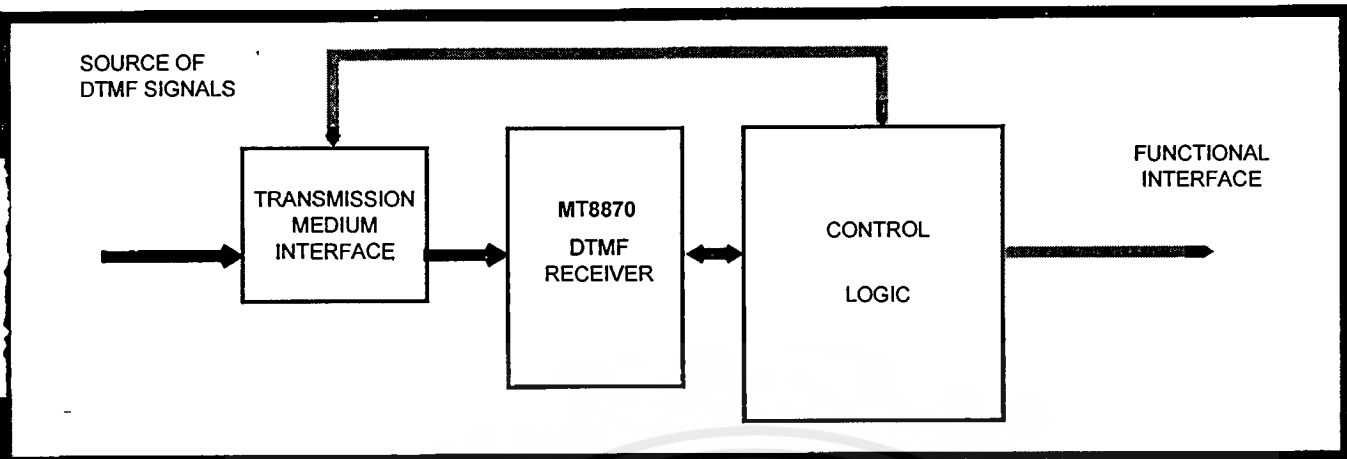 SOURCE OF
DTMF SIGNALS
TRANSMISSION
MEDIUM
INTERFACE
MT8870
DTMF
RECEIVER
CONTROL
LOGIC
FUNCTIONAL
INTERFACE